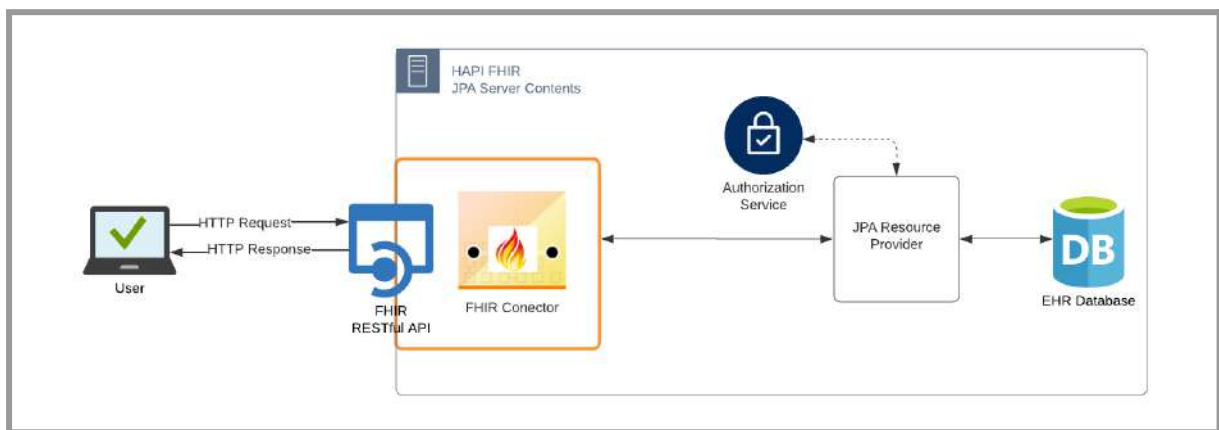 HAPI FHIR
JPA Server Contents
HTTP Request
HTTP Response
User
FHIR
RESTful API
FHIR Conector
Authorization
Service
JPA Resource
Provider
DB
EHR Database